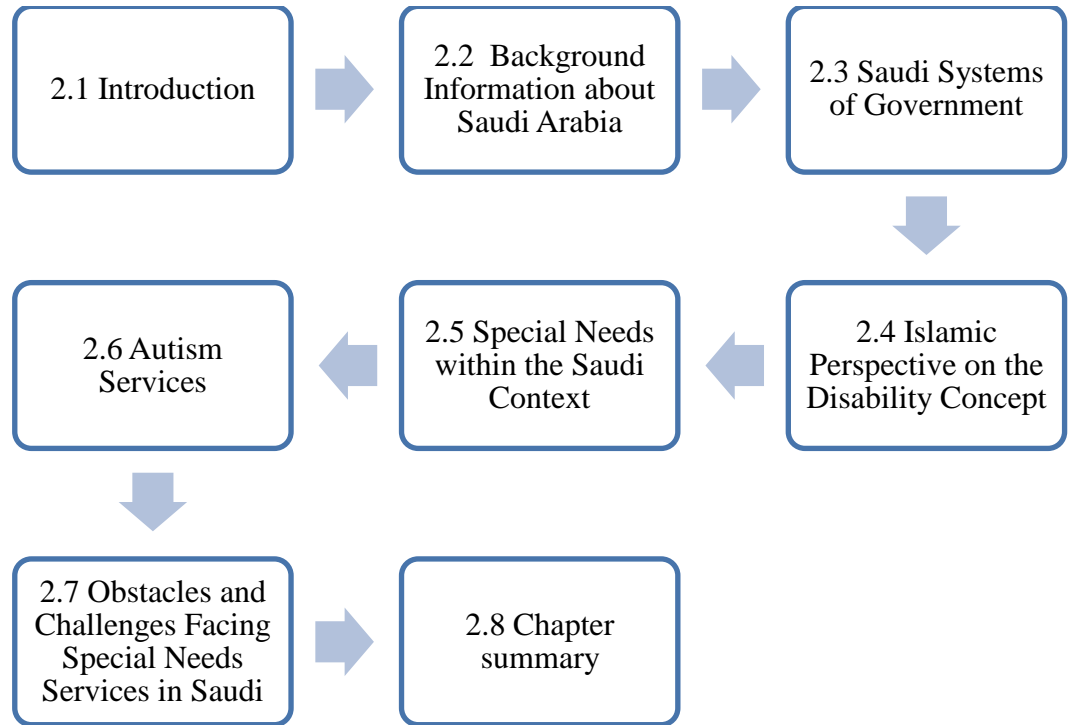 2.1 Introduction
2.2 Background
Information about
Saudi Arabia
2.3 Saudi Systems
of Government
2.4 Islamic
Perspective on the
Disability Concept
2.5 Special Needs
within the Saudi
Context
2.6 Autism
Services
2.7 Obstacles and
Challenges Facing
Special Needs
Services in Saudi
2.8 Chapter
summary